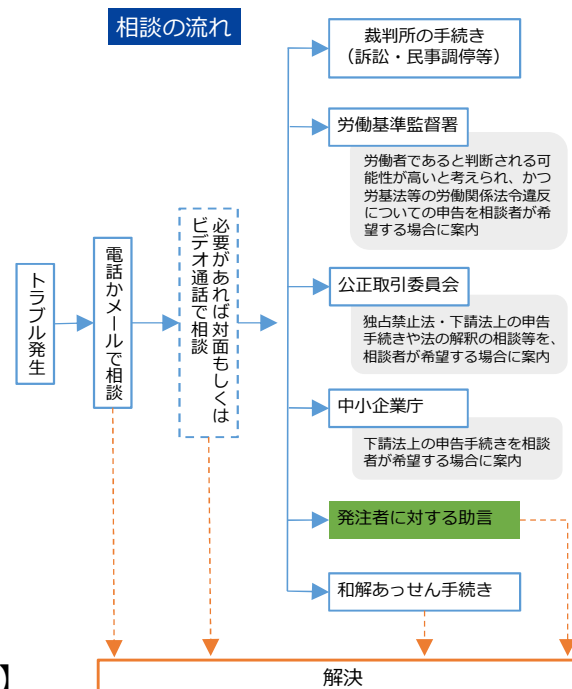 相談の流れ
裁判所の手続き
（訴訟・民事調停等）
労働基準監督署
労働者であると判断される可
能性が高いと考えられ、かつ
労基法等の労働関係法令違反
についての申告を相談者が希
望する場合に案内
トラブル発生
電話かメールで相談
必要があれば対面もしくは
ビデオ通話で相談
公正取引委員会
独占禁止法・下請法上の申告
手続きや法の解釈の相談等を、
相談者が希望する場合に案内
中小企業庁
下請法上の申告手続きを相談
者が希望する場合に案内
発注者に対する助言
和解あっせん手続き
】
解決